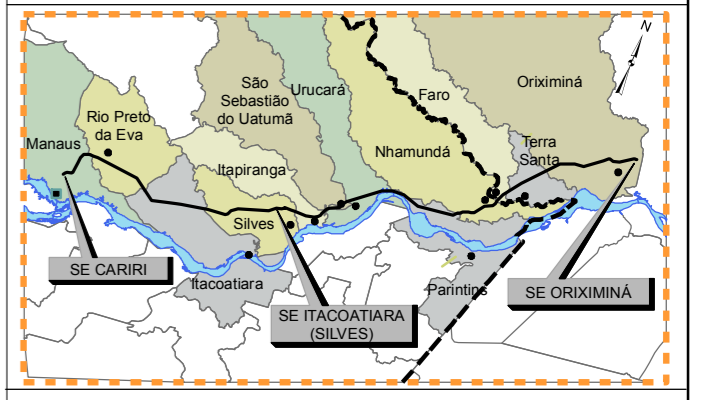 N
Oriximiná
São
Sebastião
do Uatumã
Urucará
Faro
Rio Preto
da Eva
Manaus
Terra
Santa
Nhamundá
Itapiranga
Silves
SE CARIRI
Itacoatiara
Parintins
SE ORIXIMINÁ
SE ITACOATIARA
(SILVES)